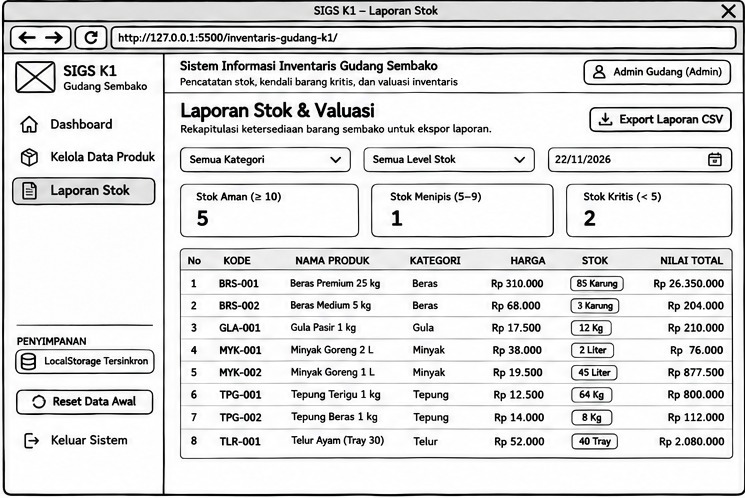 SIGS K1 – Laporan Stok
http://127.0.0.1:5500/inventaris-gudang-k1/
SIGS K1
Gudang Sembako
Dashboard
Kelola Data Produk
Laporan Stok
PENYIMPANAN
LocalStorage Tersinkron
Reset Data Awal
Keluar Sistem
Sistem Informasi Inventaris Gudang Sembako
Pencatatan stok, kendali barang kritis, dan valuasi inventaris
Admin Gudang (Admin)
Laporan Stok & Valuasi
Rekapitulasi ketersediaan barang sembako untuk ekspor laporan.
Export Laporan CSV
Semua Kategori
Semua Level Stok
22/11/2026
Stok Aman (≥ 10)
5
Stok Menipis (5–9)
1
Stok Kritis (< 5)
2
No KODE NAMA PRODUK KATEGORI HARGA STOK NILAI TOTAL
1 BRS-001 Beras Premium 25 kg Beras Rp 310.000 85 Karung Rp 26.350.000
2 BRS-002 Beras Medium 5 kg Beras Rp 68.000 3 Karung Rp 204.000
3 GLA-001 Gula Pasir 1 kg Gula Rp 17.500 12 Kg Rp 210.000
4 MYK-001 Minyak Goreng 2 L Minyak Rp 38.000 2 Liter Rp 76.000
5 MYK-002 Minyak Goreng 1 L Minyak Rp 19.500 45 Liter Rp 877.500
6 TPG-001 Tepung Terigu 1 kg Tepung Rp 12.500 64 Kg Rp 800.000
7 TPG-002 Tepung Beras 1 kg Tepung Rp 14.000 8 Kg Rp 112.000
8 TLR-001 Telur Ayam (Tray 30) Telur Rp 52.000 40 Tray Rp 2.080.000